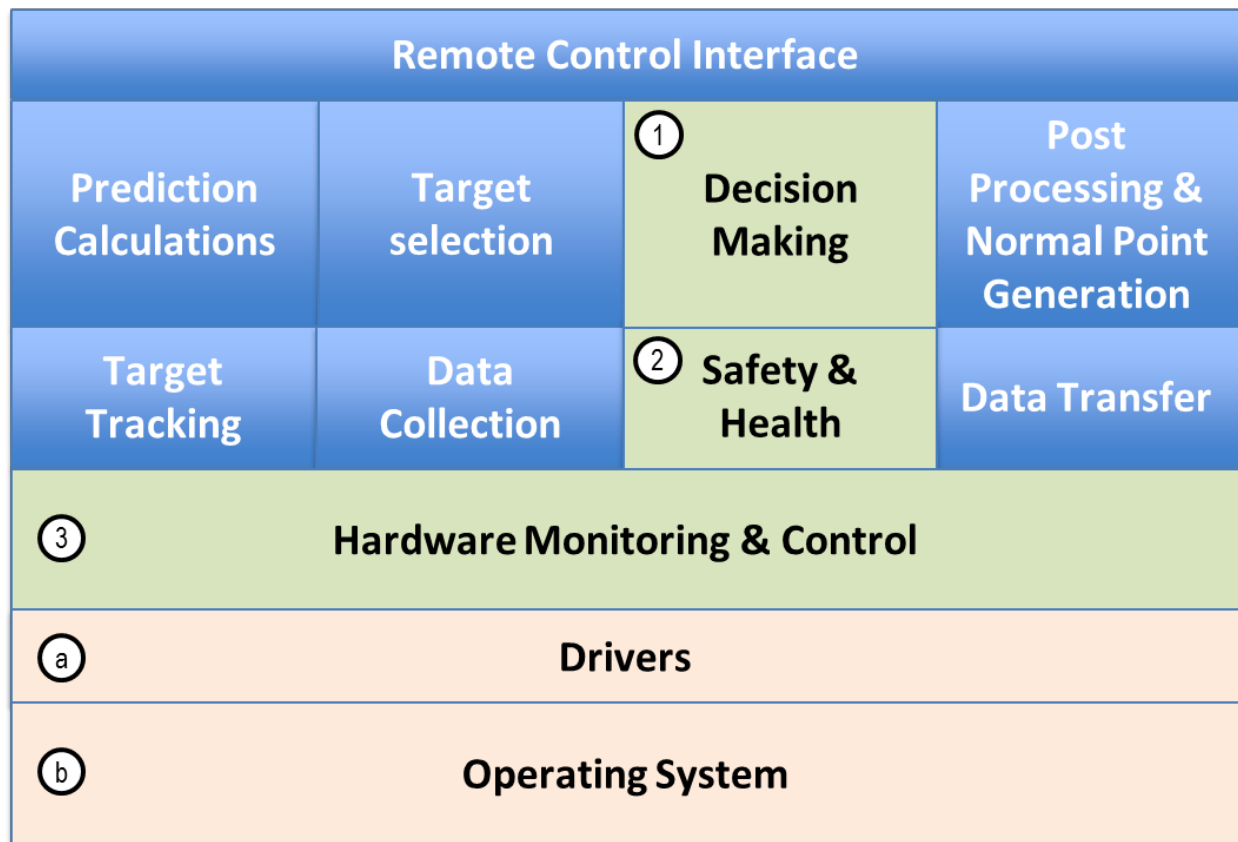 Remote Control Interface
Prediction
Calculations
Target
selection
1
Decision
Making
Post
Processing &
Normal Point
Generation
Target
Tracking
Data
Collection
2
Safety &
Health
Data Transfer
3
Hardware Monitoring & Control
a
Drivers
b
Operating System